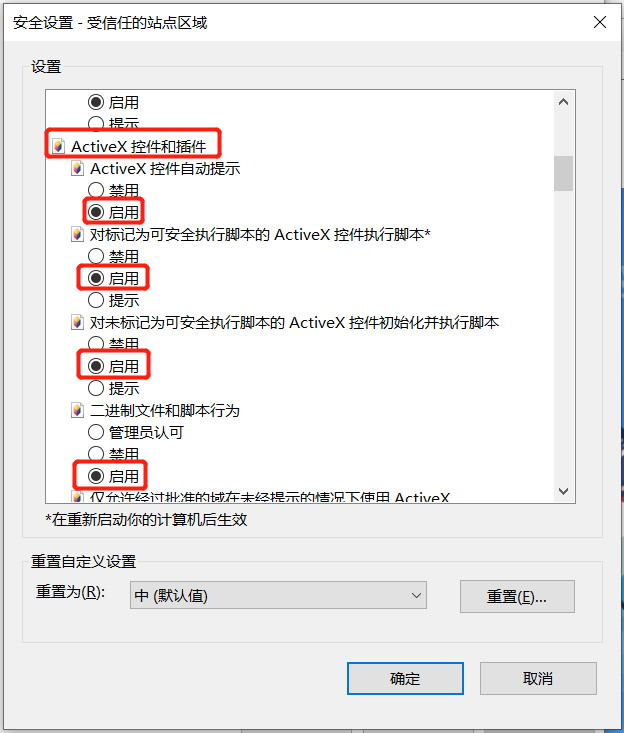 安全设置 - 受信任的站点区域
设置
启用
提示
ActiveX 控件和插件
ActiveX 控件自动提示
禁用
启用
对标记为可安全执行脚本的 ActiveX 控件执行脚本*
禁用
启用
提示
对未标记为可安全执行脚本的 ActiveX 控件初始化并执行脚本
禁用
启用
提示
二进制文件和脚本行为
管理员认可
禁用
启用
仅允许经过批准的域在未经提示的情况下使用 ActiveX
*在重新启动你的计算机后生效
重置自定义设置
重置为(R): 中 (默认值) 重置(E)...
确定 取消